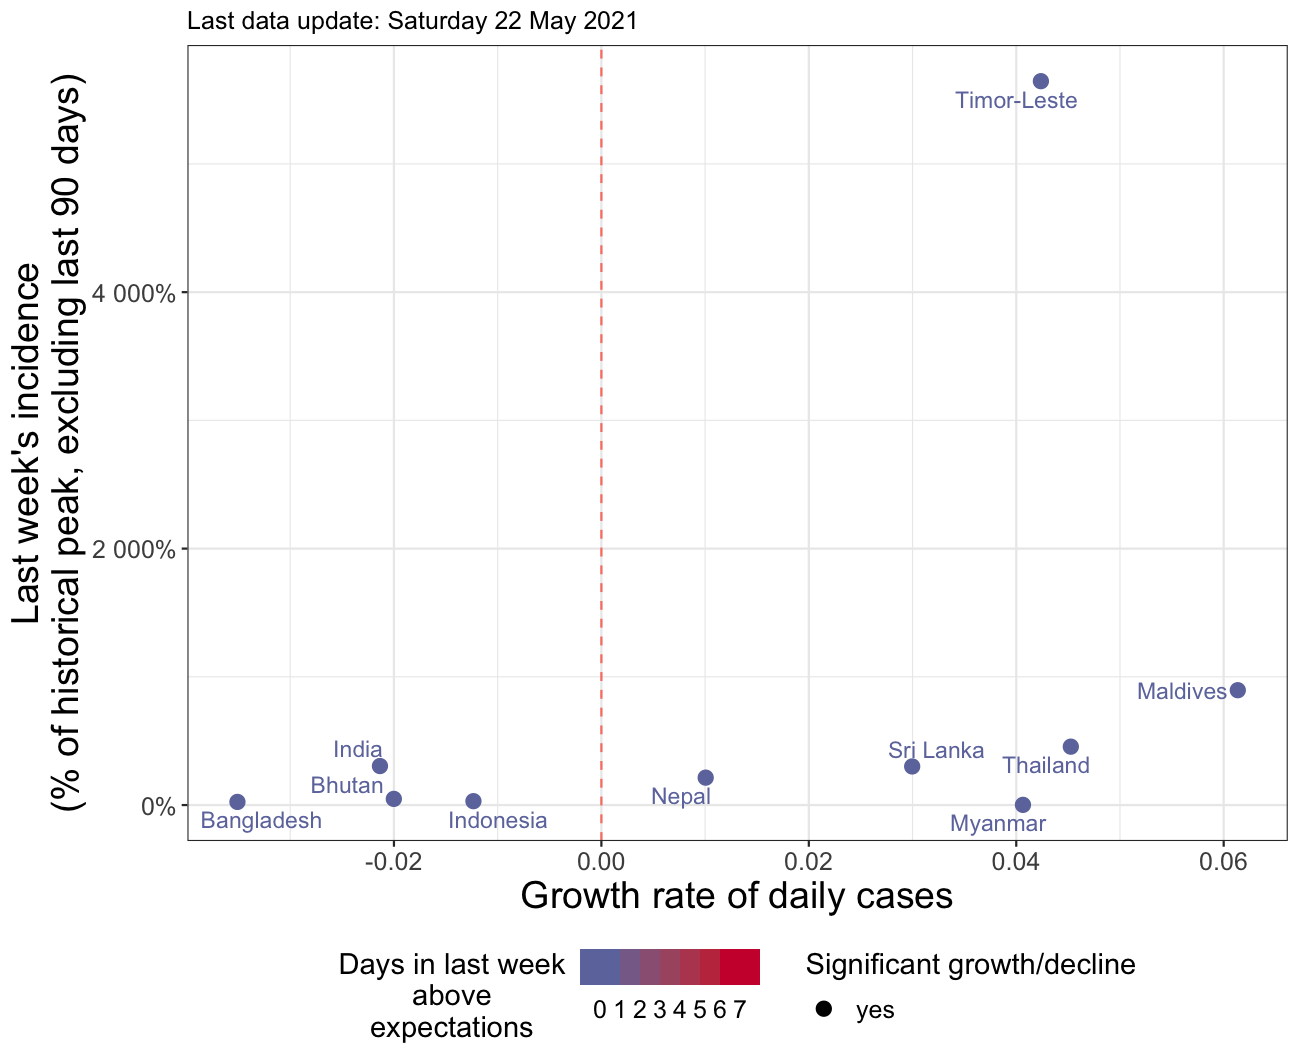 Last data update: Saturday 22 May 2021
Last week's incidence
(% of historical peak, excluding last 90 days)
4 000%
2 000%
0%
Timor-Leste
Maldives
India
Sri Lanka
Thailand
Bhutan
Nepal
Bangladesh
Indonesia
Myanmar
-0.02
0.00
0.02
0.04
0.06
Growth rate of daily cases
Days in last week
above
expectations
0 1 2 3 4 5 6 7
Significant growth/decline
yes